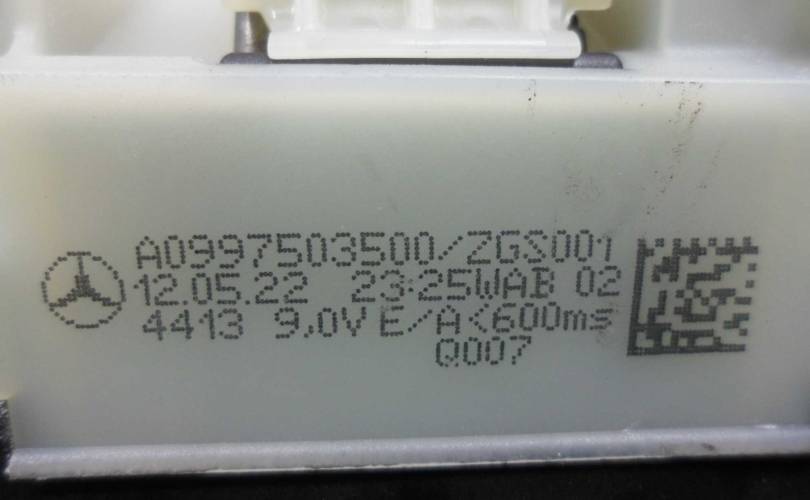 A0997503500/ZGS001
12.05.22 23:25WAB 02
4413 9.0V E/A<600ms
Q007